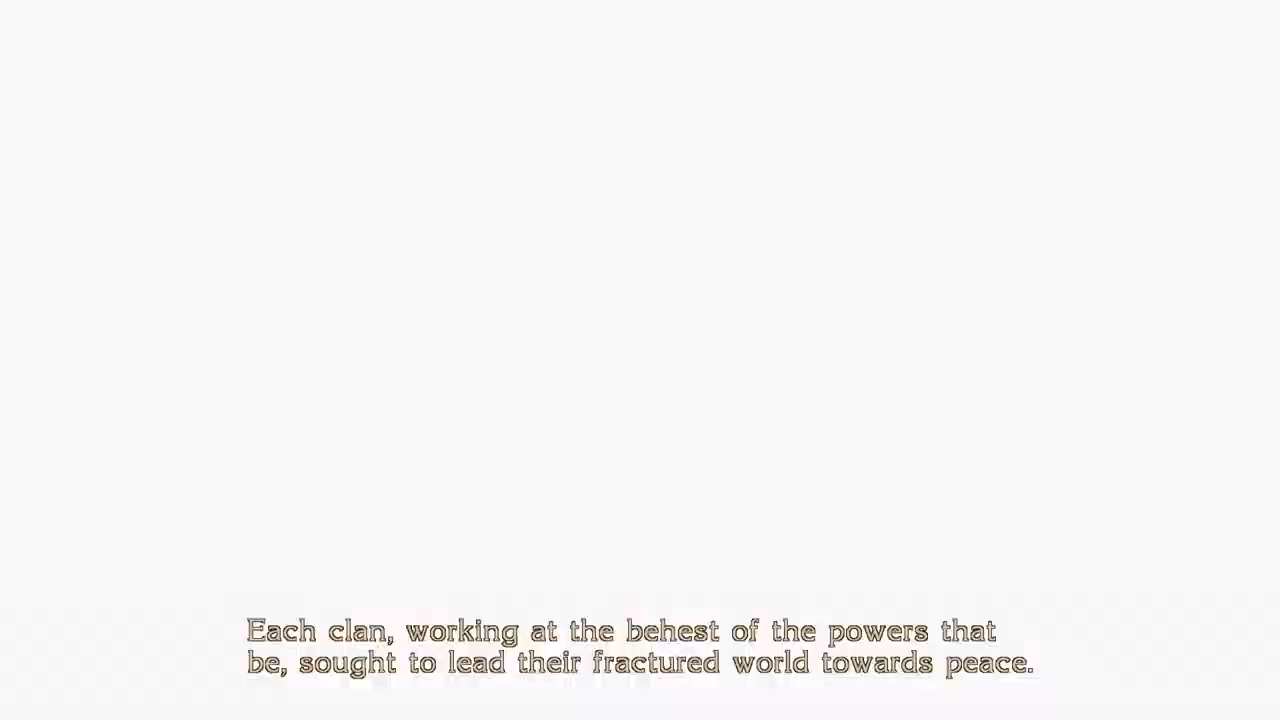 Each clan, working at the behest of the powers that
be, sought to lead their fractured world towards peace.